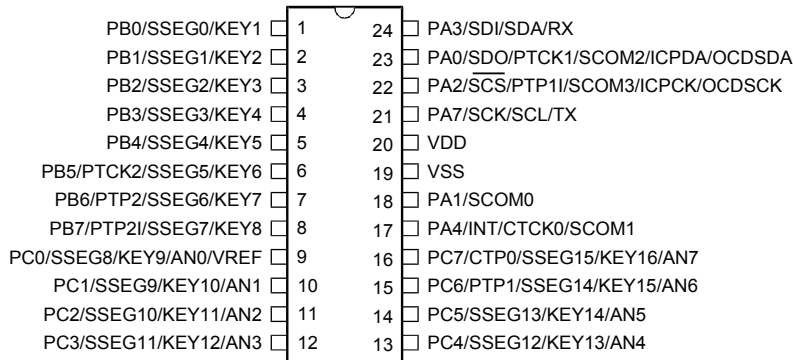 PB0/SSEG0/KEY1 1 24 PA3/SDI/SDA/RX
PB1/SSEG1/KEY2 2 23 PA0/SDO/PTCK1/SCOM2/ICPDA/OCDSDA
PB2/SSEG2/KEY3 3 22 PA2/SCS/PTP1I/SCOM3/ICPCK/OCDSCK
PB3/SSEG3/KEY4 4 21 PA7/SCK/SCL/TX
PB4/SSEG4/KEY5 5 20 VDD
PB5/PTCK2/SSEG5/KEY6 6 19 VSS
PB6/PTP2/SSEG6/KEY7 7 18 PA1/SCOM0
PB7/PTP2I/SSEG7/KEY8 8 17 PA4/INT/CTCK0/SCOM1
PC0/SSEG8/KEY9/AN0/VREF 9 16 PC7/CTP0/SSEG15/KEY16/AN7
PC1/SSEG9/KEY10/AN1 10 15 PC6/PTP1/SSEG14/KEY15/AN6
PC2/SSEG10/KEY11/AN2 11 14 PC5/SSEG13/KEY14/AN5
PC3/SSEG11/KEY12/AN3 12 13 PC4/SSEG12/KEY13/AN4